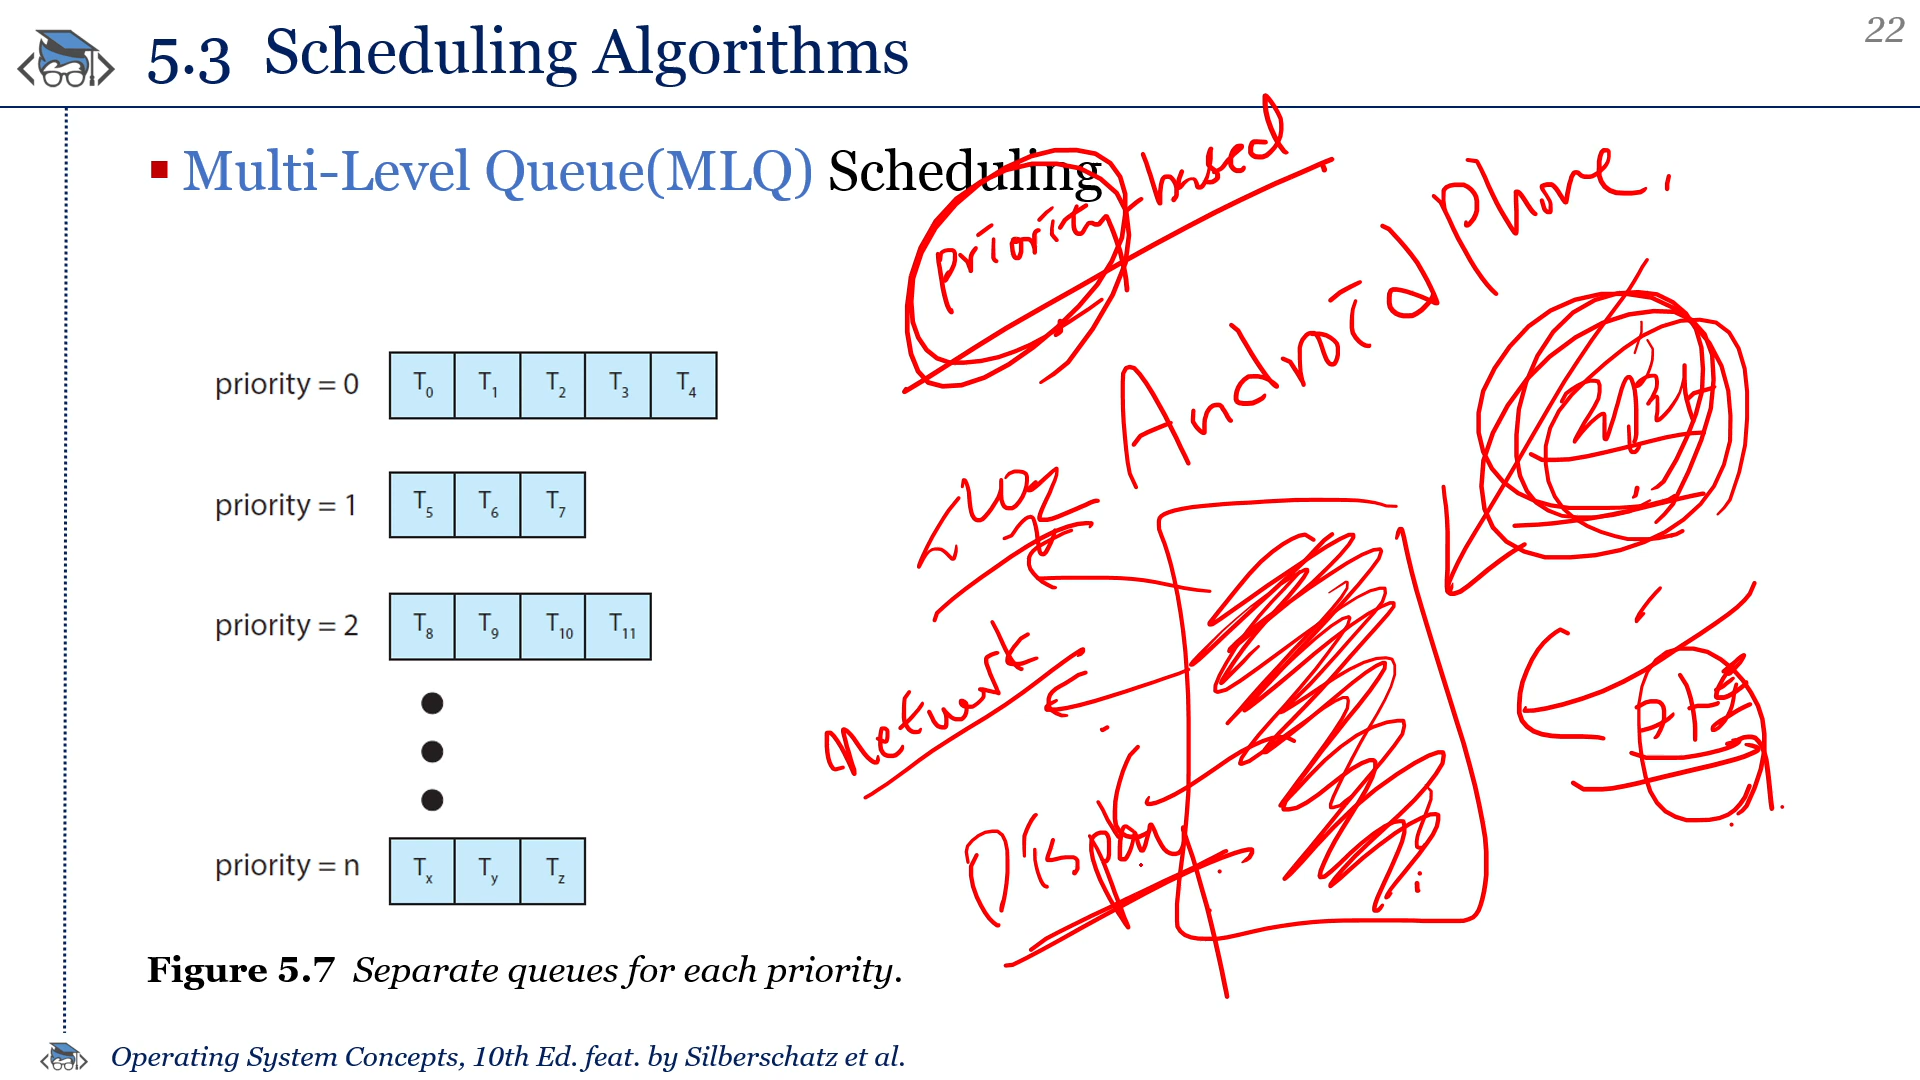 22
5.3 Scheduling Algorithms
Multi-Level Queue(MLQ) Scheduling
priority-based
Android phone.
priority = 0 T0 T1 T2 T3 T4
priority = 1 T5 T6 T7
priority = 2 T8 T9 T10 T11
priority = n Tx Ty Tz
Network
Display
Figure 5.7 Separate queues for each priority.
Operating System Concepts, 10th Ed. feat. by Silberschatz et al.